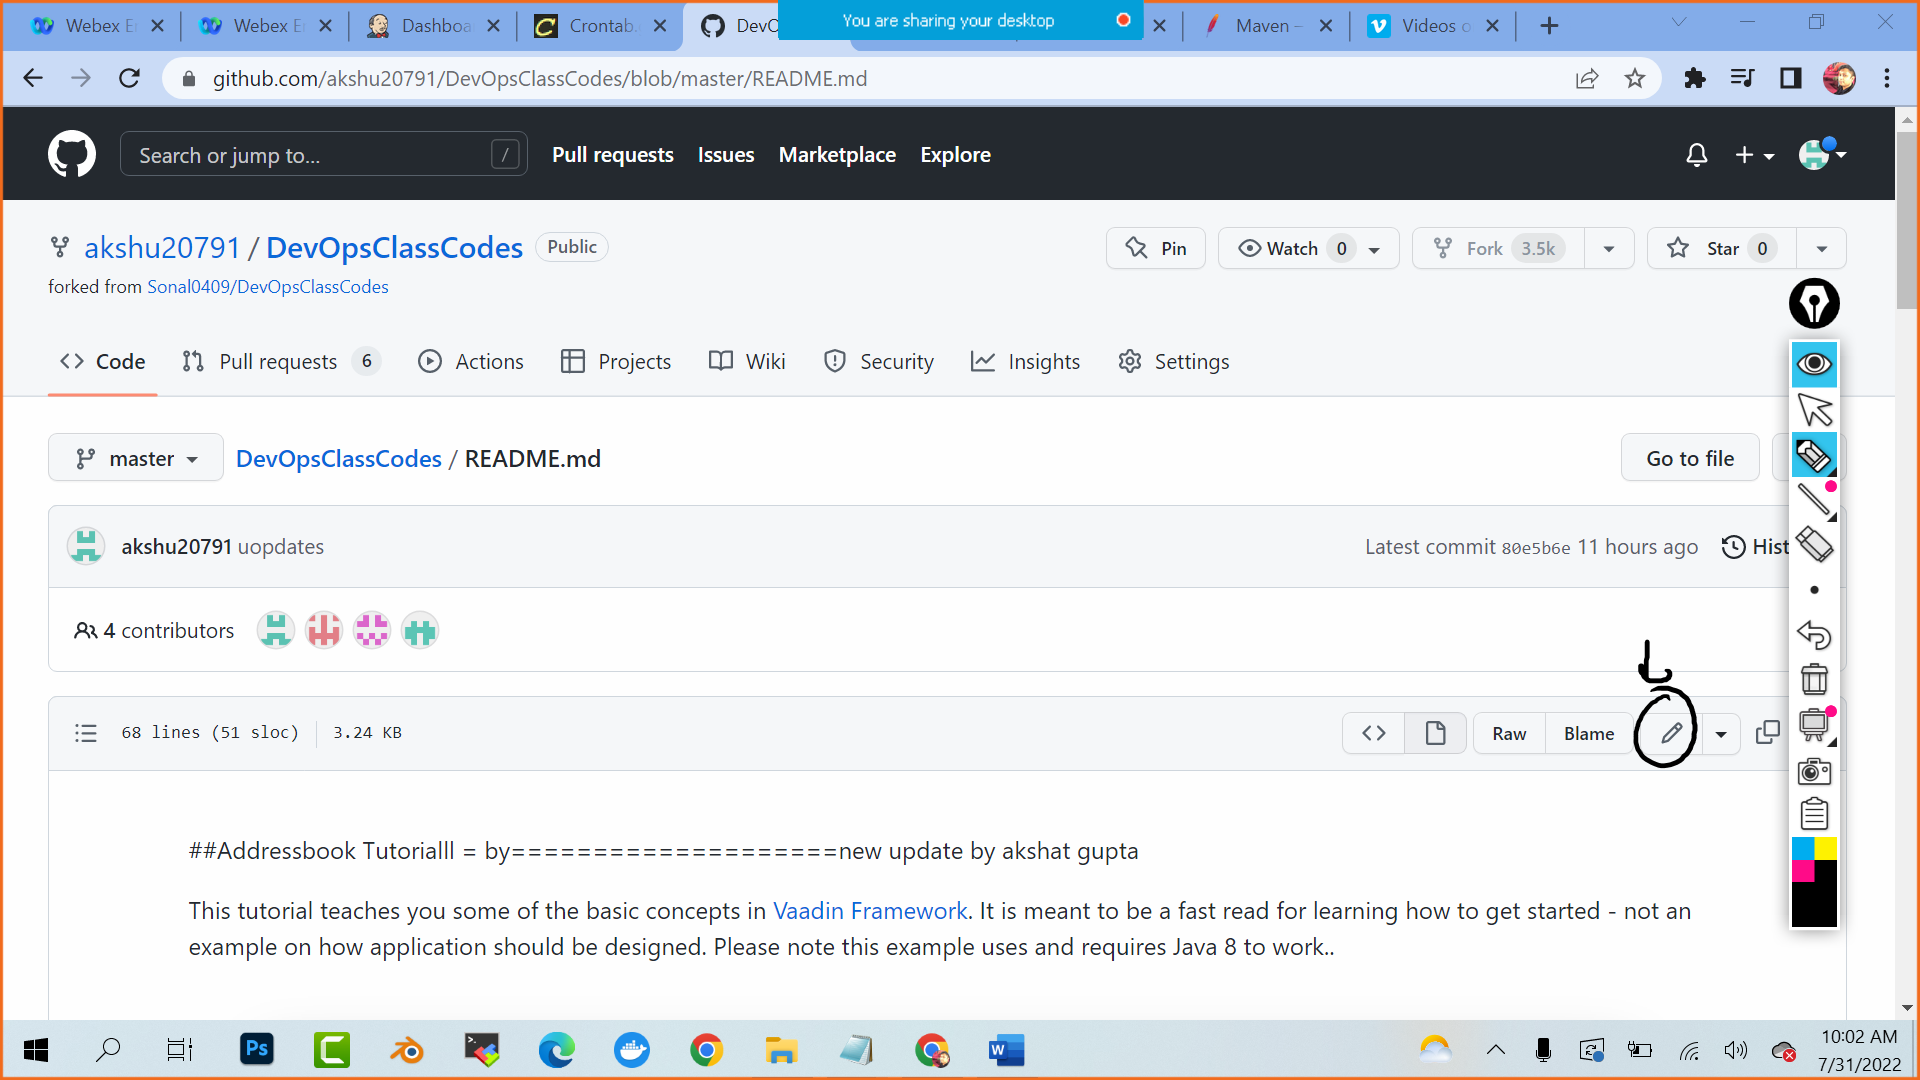 Webex E
Webex E
Dashboa
Crontab.
DevO
You are sharing your desktop
Maven –
Videos o
github.com/akshu20791/DevOpsClassCodes/blob/master/README.md
Search or jump to...
/
Pull requests
Issues
Marketplace
Explore
akshu20791 / DevOpsClassCodes
Public
Pin
Watch 0
Fork 3.5k
Star 0
forked from Sonal0409/DevOpsClassCodes
Code
Pull requests 6
Actions
Projects
Wiki
Security
Insights
Settings
master
DevOpsClassCodes / README.md
Go to file
akshu20791 uopdates
Latest commit 80e5b6e 11 hours ago
Hist
4 contributors
68 lines (51 sloc)
3.24 KB
Raw
Blame
##Addressbook Tutorialll = by====================new update by akshat gupta
This tutorial teaches you some of the basic concepts in Vaadin Framework. It is meant to be a fast read for learning how to get started - not an
example on how application should be designed. Please note this example uses and requires Java 8 to work..
Ps
C
W
10:02 AM
7/31/2022